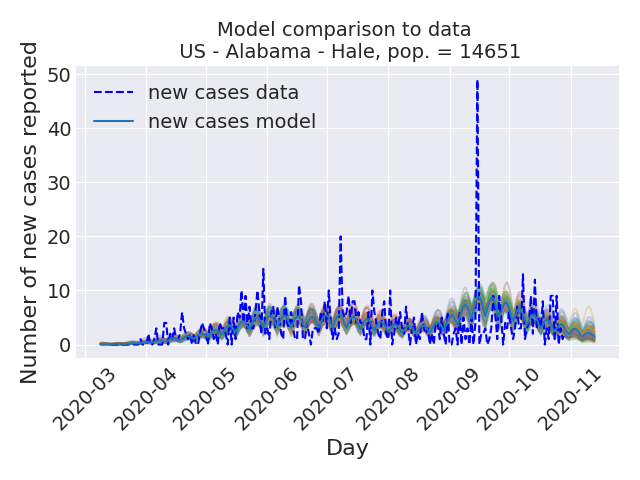 Model comparison to data
US - Alabama - Hale, pop. = 14651
Number of new cases reported
50
40
30
20
10
0
new cases data
new cases model
2020-03
2020-04
2020-05
2020-06
2020-07
2020-08
2020-09
2020-10
2020-11
Day